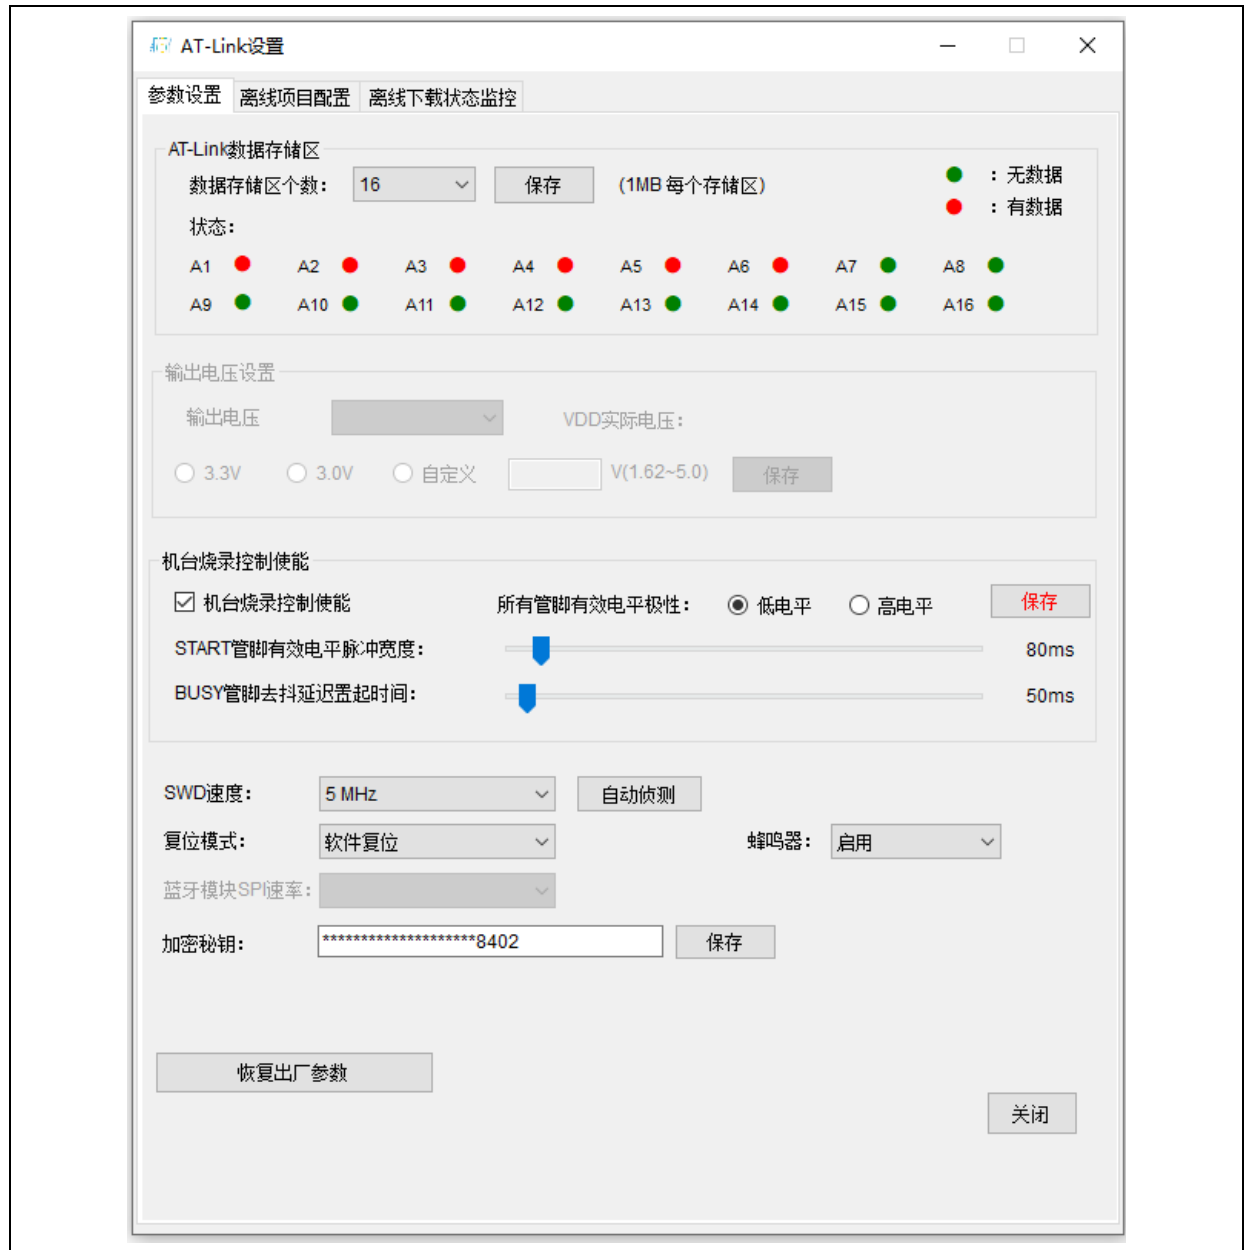 AT-Link设置
参数设置 离线项目配置 离线下载状态监控
AT-Link数据存储区
数据存储区个数： 16 保存 (1MB 每个存储区) ：无数据
：有数据
状态：
A1 A2 A3 A4 A5 A6 A7 A8
A9 A10 A11 A12 A13 A14 A15 A16
输出电压设置
输出电压 VDD实际电压：
3.3V 3.0V 自定义 V(1.62~5.0) 保存
机台烧录控制使能
机台烧录控制使能 所有管脚有效电平极性： 低电平 高电平 保存
START管脚有效电平脉冲宽度： 80ms
BUSY管脚去抖延迟置起时间： 50ms
SWD速度： 5 MHz 自动侦测
复位模式： 软件复位 蜂鸣器： 启用
蓝牙模块SPI速率：
加密秘钥： ********************8402 保存
恢复出厂参数
关闭